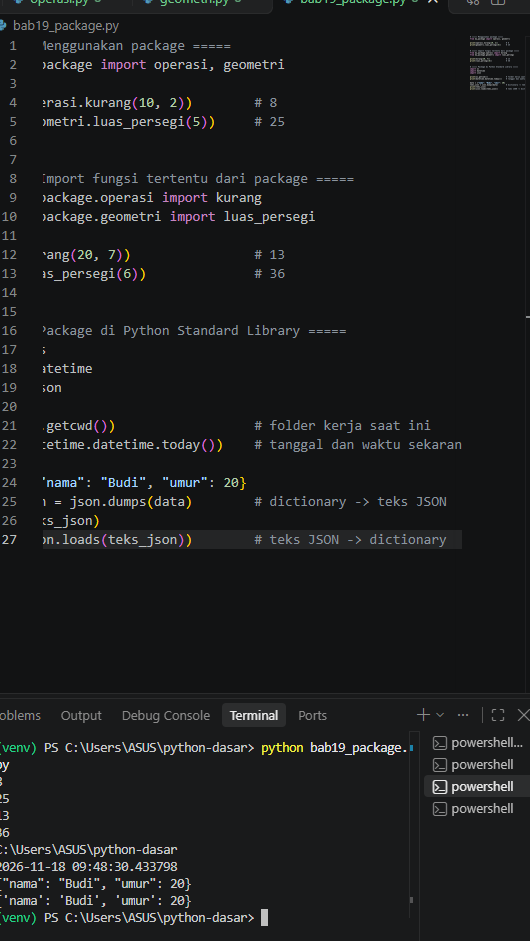 operasi.py
geometri.py
bab19_package.py
bab19_package.py
1 Menggunakan package =====
2 package import operasi, geometri
3
4 erasi.kurang(10, 2)) # 8
5 ometri.luas_persegi(5)) # 25
6
7
8 Import fungsi tertentu dari package =====
9 package.operasi import kurang
10 package.geometri import luas_persegi
11
12 rang(20, 7)) # 13
13 as_persegi(6)) # 36
14
15
16 Package di Python Standard Library =====
17 s
18 atetime
19 son
20
21 .getcwd()) # folder kerja saat ini
22 tetime.datetime.today()) # tanggal dan waktu sekaran
23
24 "nama": "Budi", "umur": 20}
25 n = json.dumps(data) # dictionary -> teks JSON
26 ks_json)
27 on.loads(teks_json)) # teks JSON -> dictionary
oblems Output Debug Console Terminal Ports
(venv) PS C:\Users\ASUS\python-dasar> python bab19_package.
py
8
25
13
36
C:\Users\ASUS\python-dasar
2026-11-18 09:48:30.433798
{"nama": "Budi", "umur": 20}
{'nama': 'Budi', 'umur': 20}
(venv) PS C:\Users\ASUS\python-dasar>
powershell...
powershell
powershell
powershell